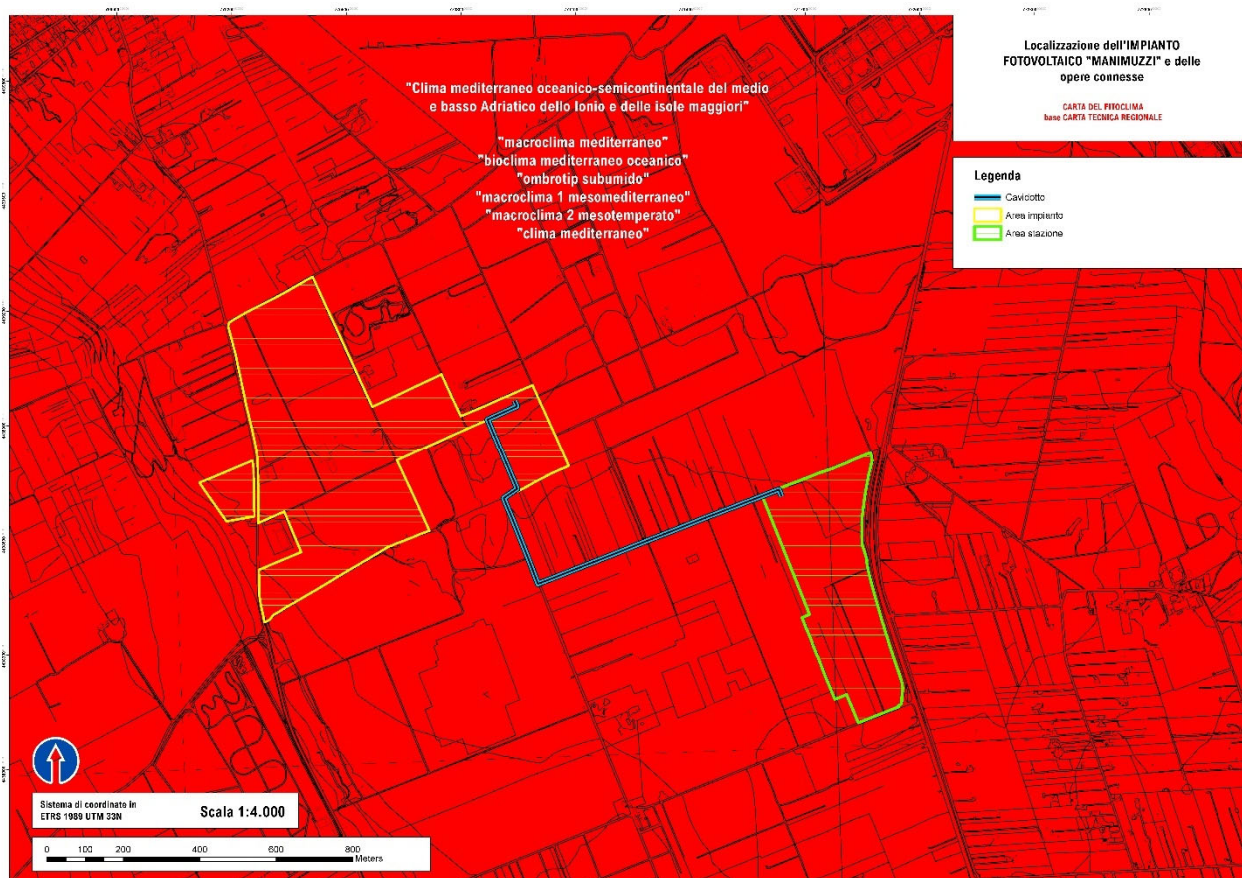 Localizzazione dell'IMPIANTO
FOTOVOLTAICO "MANIMUZZI" e delle
opere connesse
CARTA DEL FITOCLIMA
base CARTA TECNICA REGIONALE
"Clima mediterraneo oceanico-semicontinentale del medio
e basso Adriatico dello Ionio e delle isole maggiori"
"macroclima mediterraneo"
"bioclima mediterraneo oceanico"
"ombrotip subumido"
"macroclima 1 mesomediterraneo"
"macroclima 2 mesotemperato"
"clima mediterraneo"
Legenda
Cavidotto
Area impianto
Area stazione
Sistema di coordinate in
ETRS 1989 UTM 33N
Scala 1:4.000
0 100 200 400 600 800
Meters